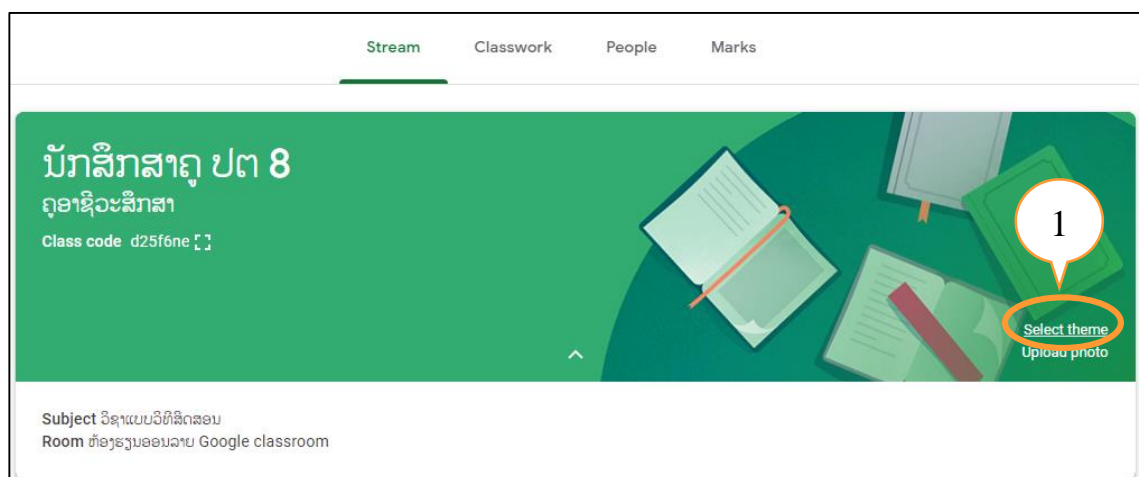 Stream Classwork People Marks
ນັກສຶກສາຄູ ປຕ 8
ຄູອາຊີວະສຶກສາ
Class code d25f6ne
1
Select theme
Upload photo
Subject ວິຊາແບບວິທີສິດສອນ
Room ຫ້ອງຮຽນອອນລາຍ Google classroom